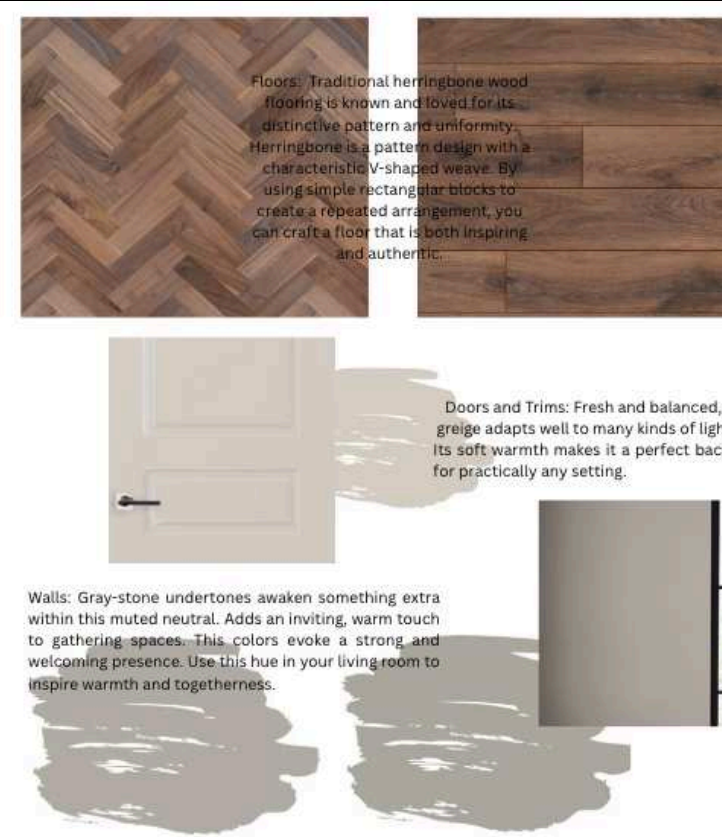 Floors: Traditional herringbone wood
flooring is known and loved for its
distinctive pattern and uniformity.
Herringbone is a pattern design with a
characteristic V-shaped weave. By
using simple rectangular blocks to
create a repeated arrangement, you
can craft a floor that is both inspiring
and authentic.
Doors and Trims: Fresh and balanced,
greige adapts well to many kinds of ligh
Its soft warmth makes it a perfect bac
for practically any setting.
Walls: Gray-stone undertones awaken something extra
within this muted neutral. Adds an inviting, warm touch
to gathering spaces. This colors evoke a strong and
welcoming presence. Use this hue in your living room to
inspire warmth and togetherness.